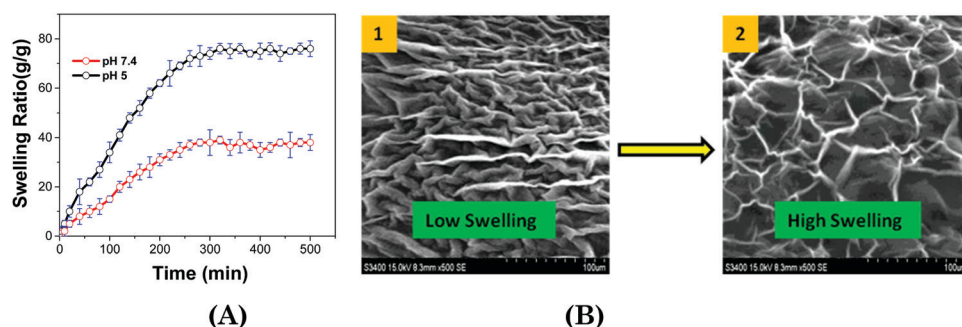 80
60
40
20
0
Swelling Ratio(g/g)
pH 7.4
pH 5
0 100 200 300 400 500
Time (min)
(A)
1
Low Swelling
S3400 15.0kV 8.3mm x500 SE 100um
2
High Swelling
S3400 15.0kV 8.3mm x500 SE 100um
(B)